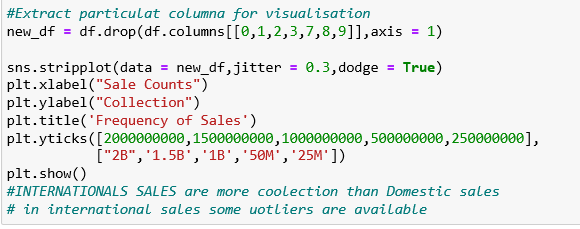 #Extract particulat columna for visualisation
new_df = df.drop(df.columns[[0,1,2,3,7,8,9]],axis = 1)
sns.stripplot(data = new_df,jitter = 0.3,dodge = True)
plt.xlabel("Sale Counts")
plt.ylabel("Collection")
plt.title('Frequency of Sales')
plt.yticks([2000000000,1500000000,1000000000,500000000,250000000],
["2B",'1.5B','1B','50M','25M'])
plt.show()
#INTERNATIONALS SALES are more coolection than Domestic sales
# in international sales some uotliers are available